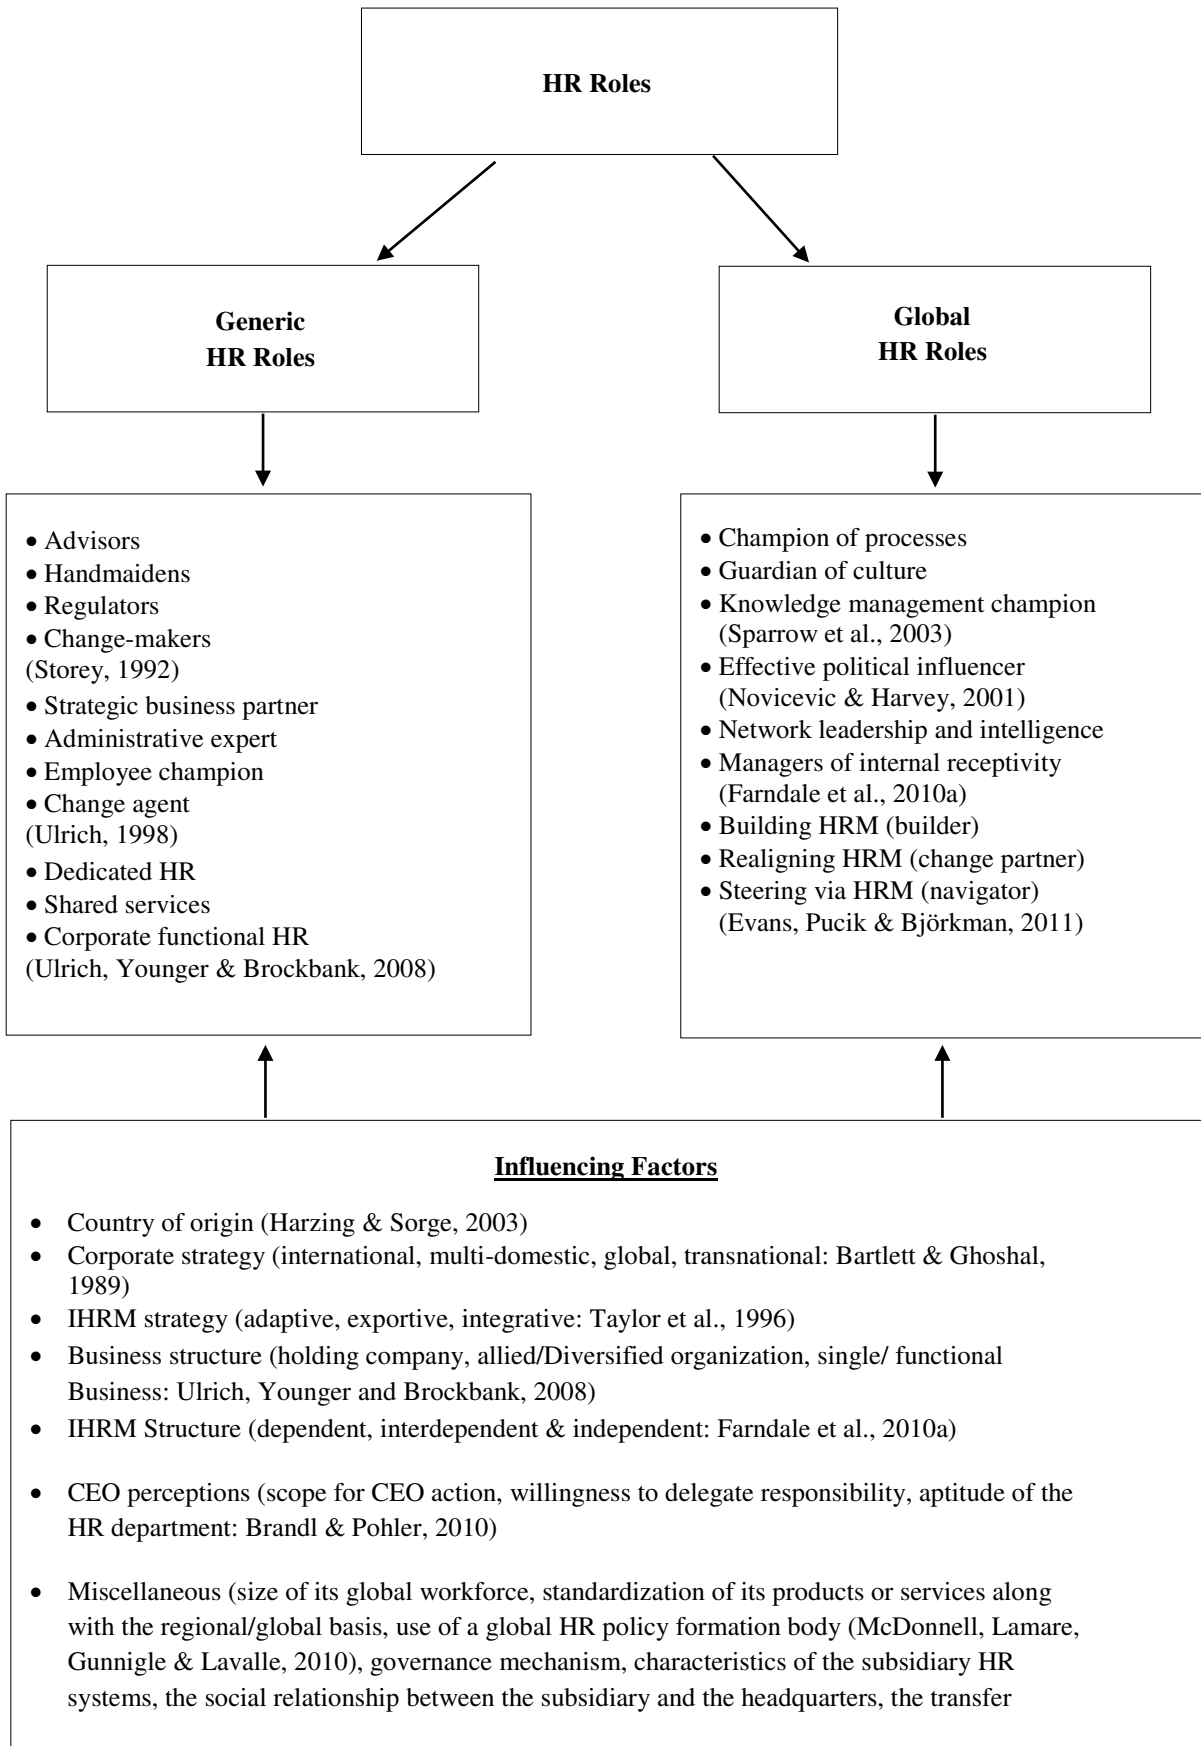 HR Roles
Generic
HR Roles
Global
HR Roles
• Advisors
• Handmaidens
• Regulators
• Change-makers
(Storey, 1992)
• Strategic business partner
• Administrative expert
• Employee champion
• Change agent
(Ulrich, 1998)
• Dedicated HR
• Shared services
• Corporate functional HR
(Ulrich, Younger & Brockbank, 2008)
• Champion of processes
• Guardian of culture
• Knowledge management champion
(Sparrow et al., 2003)
• Effective political influencer
(Novicevic & Harvey, 2001)
• Network leadership and intelligence
• Managers of internal receptivity
(Farndale et al., 2010a)
• Building HRM (builder)
• Realigning HRM (change partner)
• Steering via HRM (navigator)
(Evans, Pucik & Björkman, 2011)
Influencing Factors
• Country of origin (Harzing & Sorge, 2003)
• Corporate strategy (international, multi-domestic, global, transnational: Bartlett & Ghoshal,
1989)
• IHRM strategy (adaptive, exportive, integrative: Taylor et al., 1996)
• Business structure (holding company, allied/Diversified organization, single/ functional
Business: Ulrich, Younger and Brockbank, 2008)
• IHRM Structure (dependent, interdependent & independent: Farndale et al., 2010a)
• CEO perceptions (scope for CEO action, willingness to delegate responsibility, aptitude of the
HR department: Brandl & Pohler, 2010)
• Miscellaneous (size of its global workforce, standardization of its products or services along
with the regional/global basis, use of a global HR policy formation body (McDonnell, Lamare,
Gunnigle & Lavalle, 2010), governance mechanism, characteristics of the subsidiary HR
systems, the social relationship between the subsidiary and the headquarters, the transfer